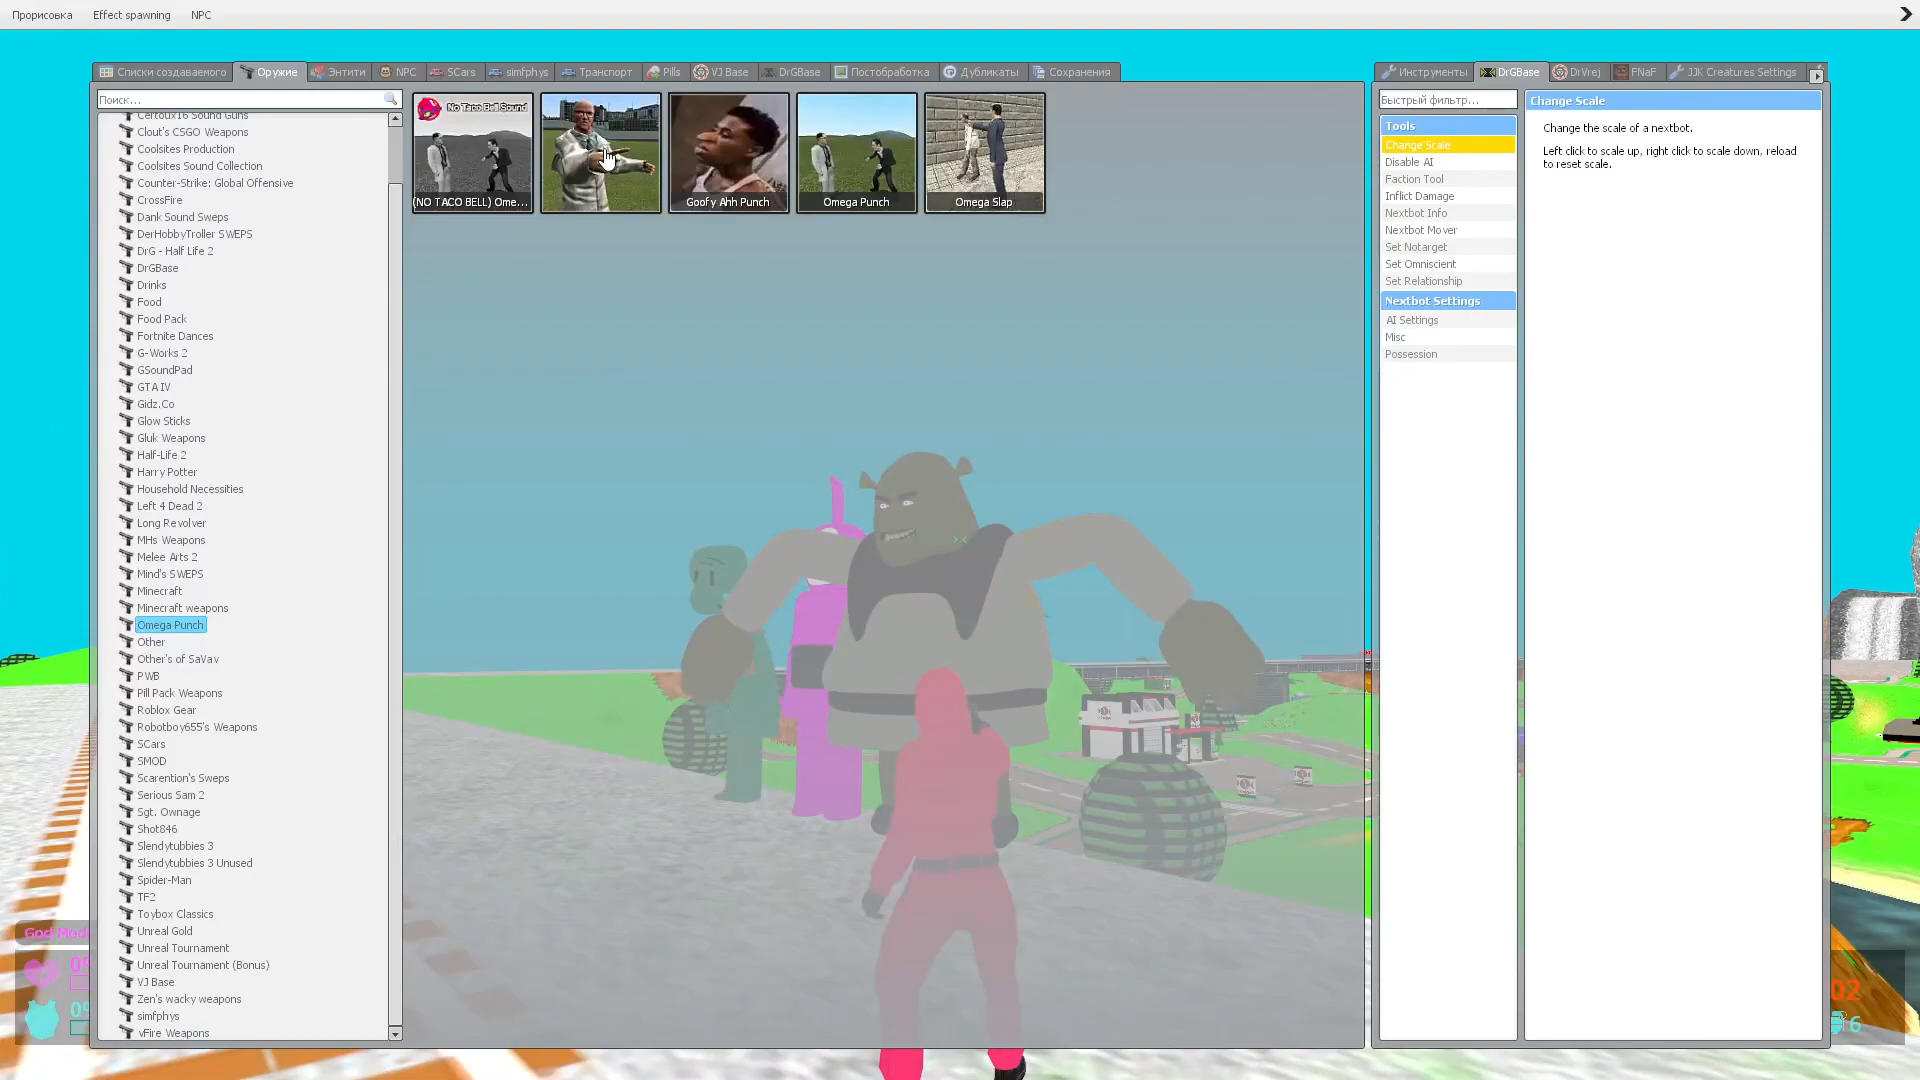 Прорисовка
Effect spawning
NPC
Списки создаваемого
Оружие
Энтити
NPC
SCars
simfphys
Транспорт
Pills
VJ Base
DrGBase
Постобработка
Дубликаты
Сохранения
Поиск...
Certoux16 Sound Guns
Clout's CSGO Weapons
Coolsites Production
Coolsites Sound Collection
Counter-Strike: Global Offensive
CrossFire
Dank Sound Sweps
DerHobbyTroller SWEPS
DrG - Half Life 2
DrGBase
Drinks
Food
Food Pack
Fortnite Dances
G-Works 2
GSoundPad
GTA IV
Gidz.Co
Glow Sticks
Gluk Weapons
Half-Life 2
Harry Potter
Household Necessities
Left 4 Dead 2
Long Revolver
MHs Weapons
Melee Arts 2
Mind's SWEPS
Minecraft
Minecraft weapons
Omega Punch
Other
Other's of SaVav
PWB
Pill Pack Weapons
Roblox Gear
Robotboy655's Weapons
SCars
SMOD
Scarention's Sweps
Serious Sam 2
Sgt. Ownage
Shot846
Slendytubbies 3
Slendytubbies 3 Unused
Spider-Man
TF2
Toybox Classics
Unreal Gold
Unreal Tournament
Unreal Tournament (Bonus)
VJ Base
Zen's wacky weapons
simfphys
vFire Weapons
No Taco Bell Sound
(NO TACO BELL) Ome...
Goofy Ahh Punch
Omega Punch
Omega Slap
Инструменты
DrGBase
DrVrej
FNaF
JJK Creatures Settings
Быстрый фильтр...
Tools
Change Scale
Disable AI
Faction Tool
Inflict Damage
Nextbot Info
Nextbot Mover
Set Notarget
Set Omniscient
Set Relationship
Nextbot Settings
AI Settings
Misc
Possession
Change Scale
Change the scale of a nextbot.
Left click to scale up, right click to scale down, reload
to reset scale.
02
6